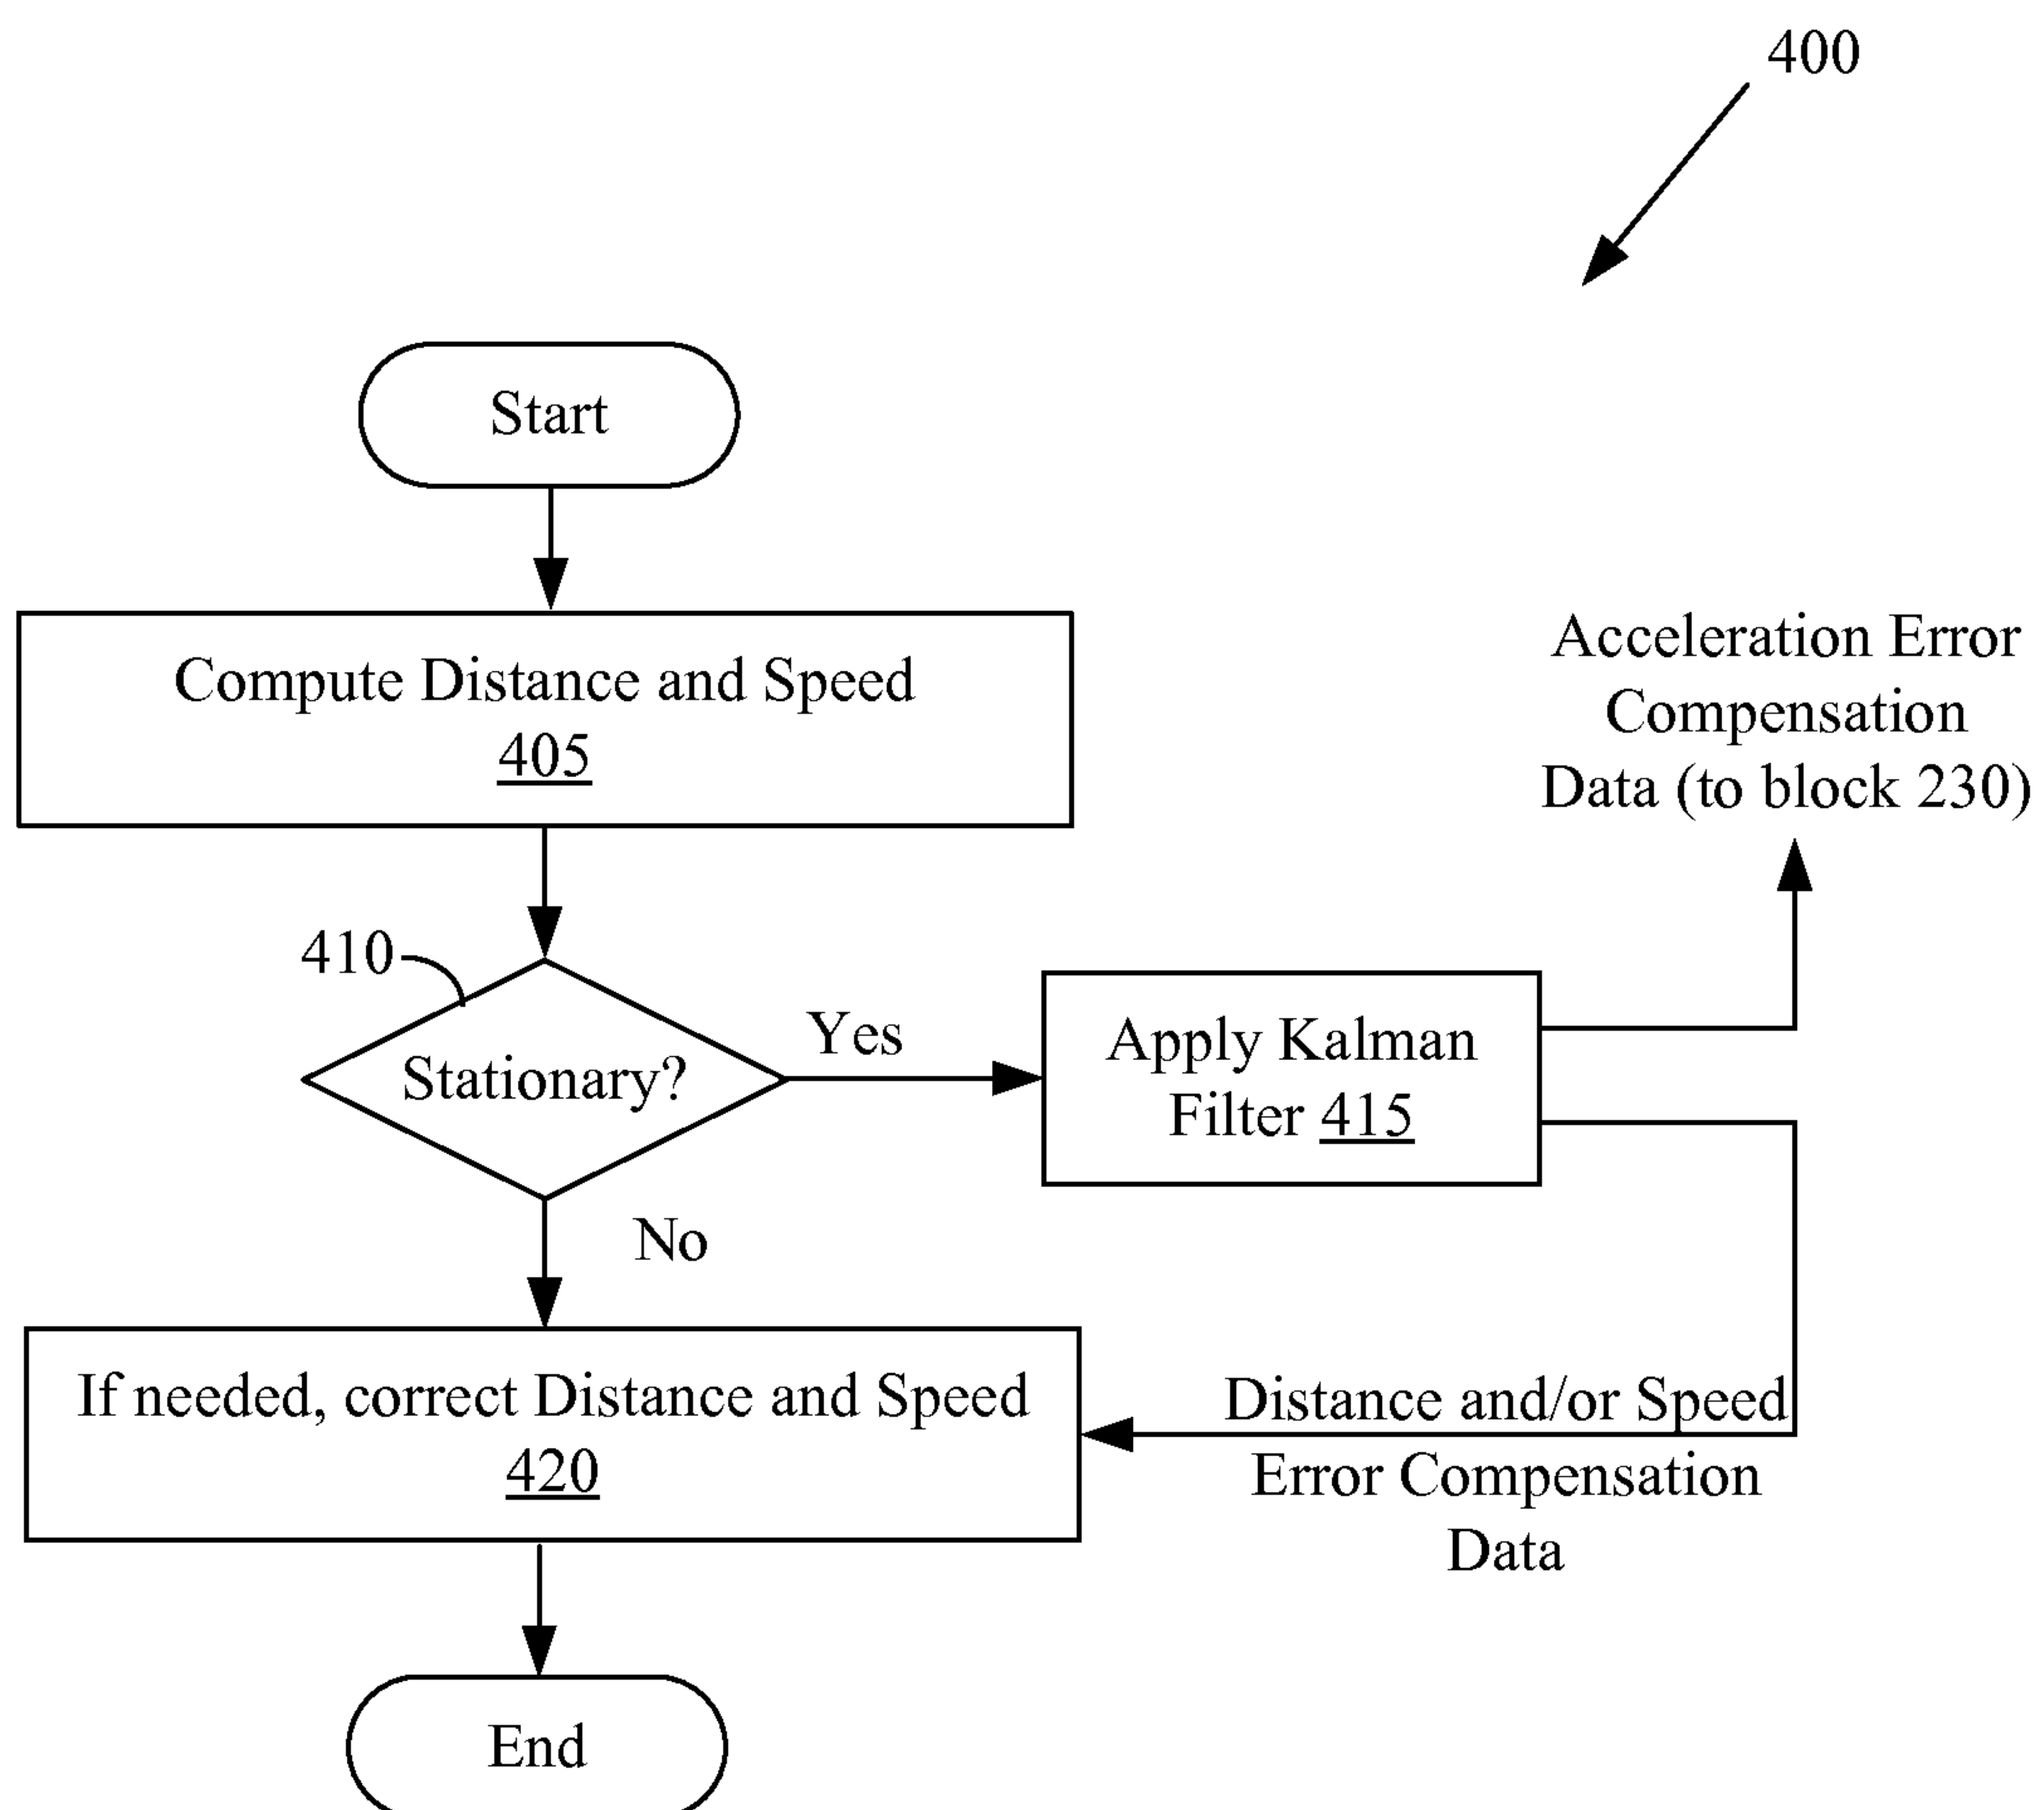 400
Start
Compute Distance and Speed
405
Acceleration Error
Compensation
Data (to block 230)
410
Stationary?
Yes
Apply Kalman
Filter 415
No
If needed, correct Distance and Speed
420
Distance and/or Speed
Error Compensation
Data
End